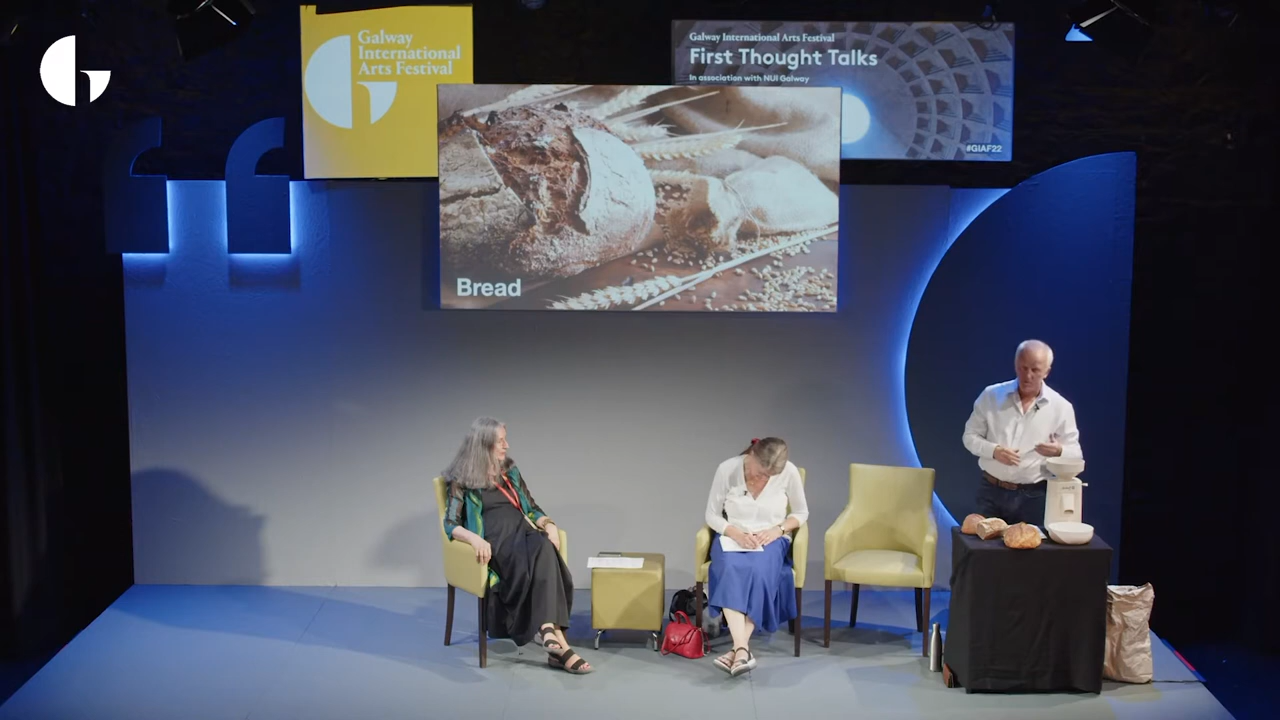 Galway
International
Arts Festival
Galway International Arts Festival
First Thought Talks
In association with NUI Galway
#GIAF22
Bread